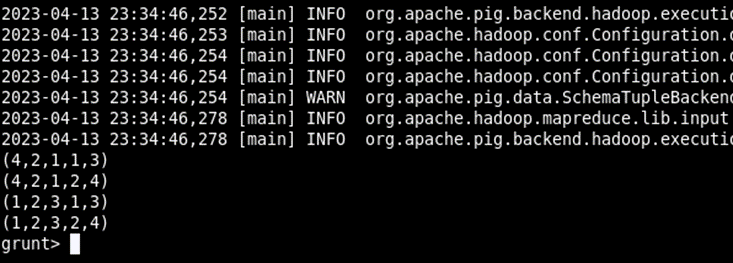 2023-04-13 23:34:46,252 [main] INFO  org.apache.pig.backend.hadoop.executio
2023-04-13 23:34:46,253 [main] INFO  org.apache.hadoop.conf.Configuration.
2023-04-13 23:34:46,254 [main] INFO  org.apache.hadoop.conf.Configuration.
2023-04-13 23:34:46,254 [main] INFO  org.apache.hadoop.conf.Configuration.
2023-04-13 23:34:46,254 [main] WARN  org.apache.pig.data.SchemaTupleBackend
2023-04-13 23:34:46,278 [main] INFO  org.apache.hadoop.mapreduce.lib.input
2023-04-13 23:34:46,278 [main] INFO  org.apache.pig.backend.hadoop.executio
(4,2,1,1,3)
(4,2,1,2,4)
(1,2,3,1,3)
(1,2,3,2,4)
grunt>